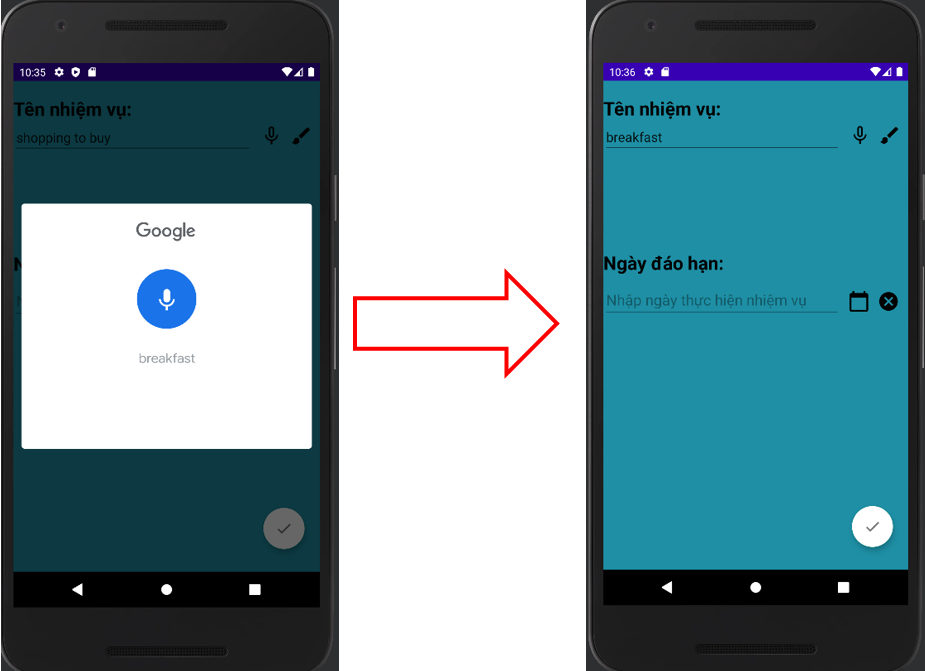 10:35
Tên nhiệm vụ:
shopping to buy
Google
breakfast
10:36
Tên nhiệm vụ:
breakfast
Ngày đáo hạn:
Nhập ngày thực hiện nhiệm vụ